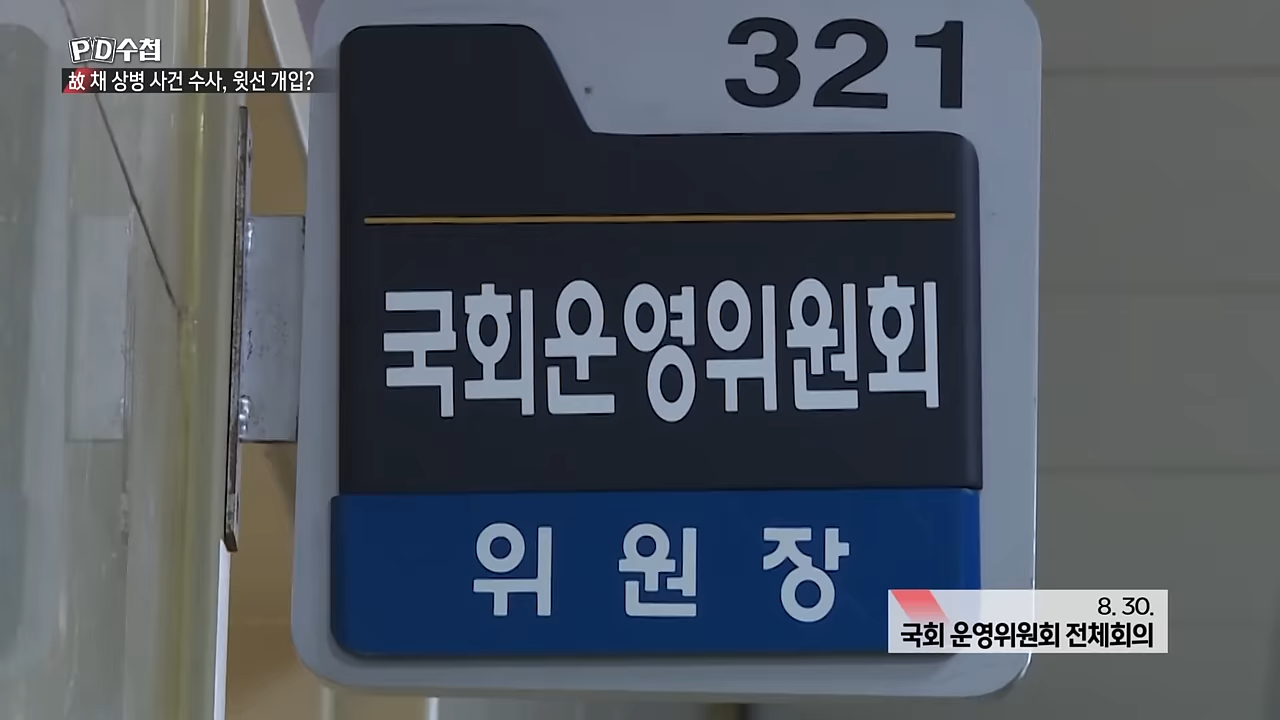 PD수첩
故 채 상병 사건 수사, 윗선 개입?
321
국회운영위원회
위원장
8. 30.
국회 운영위원회 전체회의